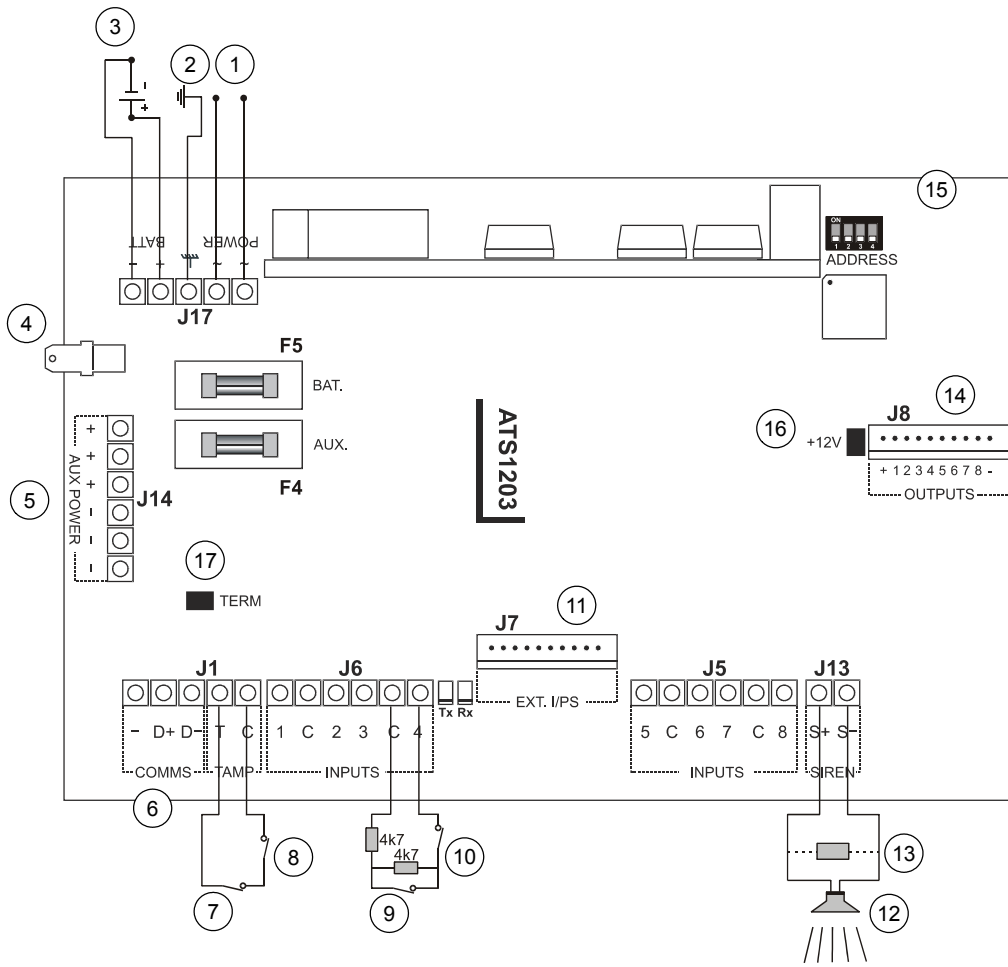 3
2
1
15
- BATT +
~ POWER ~
J17
ON
1 2 3 4
ADDRESS
4
F5
BAT.
AUX.
F4
ATS1203
16
+12V
14
J8
+ 1 2 3 4 5 6 7 8 -
OUTPUTS
5
AUX POWER
+
+
+
-
-
-
J14
17
TERM
11
J7
EXT. I/PS
J1
J6
Tx Rx
J5
J13
- D+ D- T C
1 C 2 3 C 4
5 C 6 7 C 8
S+ S-
COMMS
TAMP
INPUTS
INPUTS
SIREN
6
7
8
4k7
4k7
9
10
13
12
- +